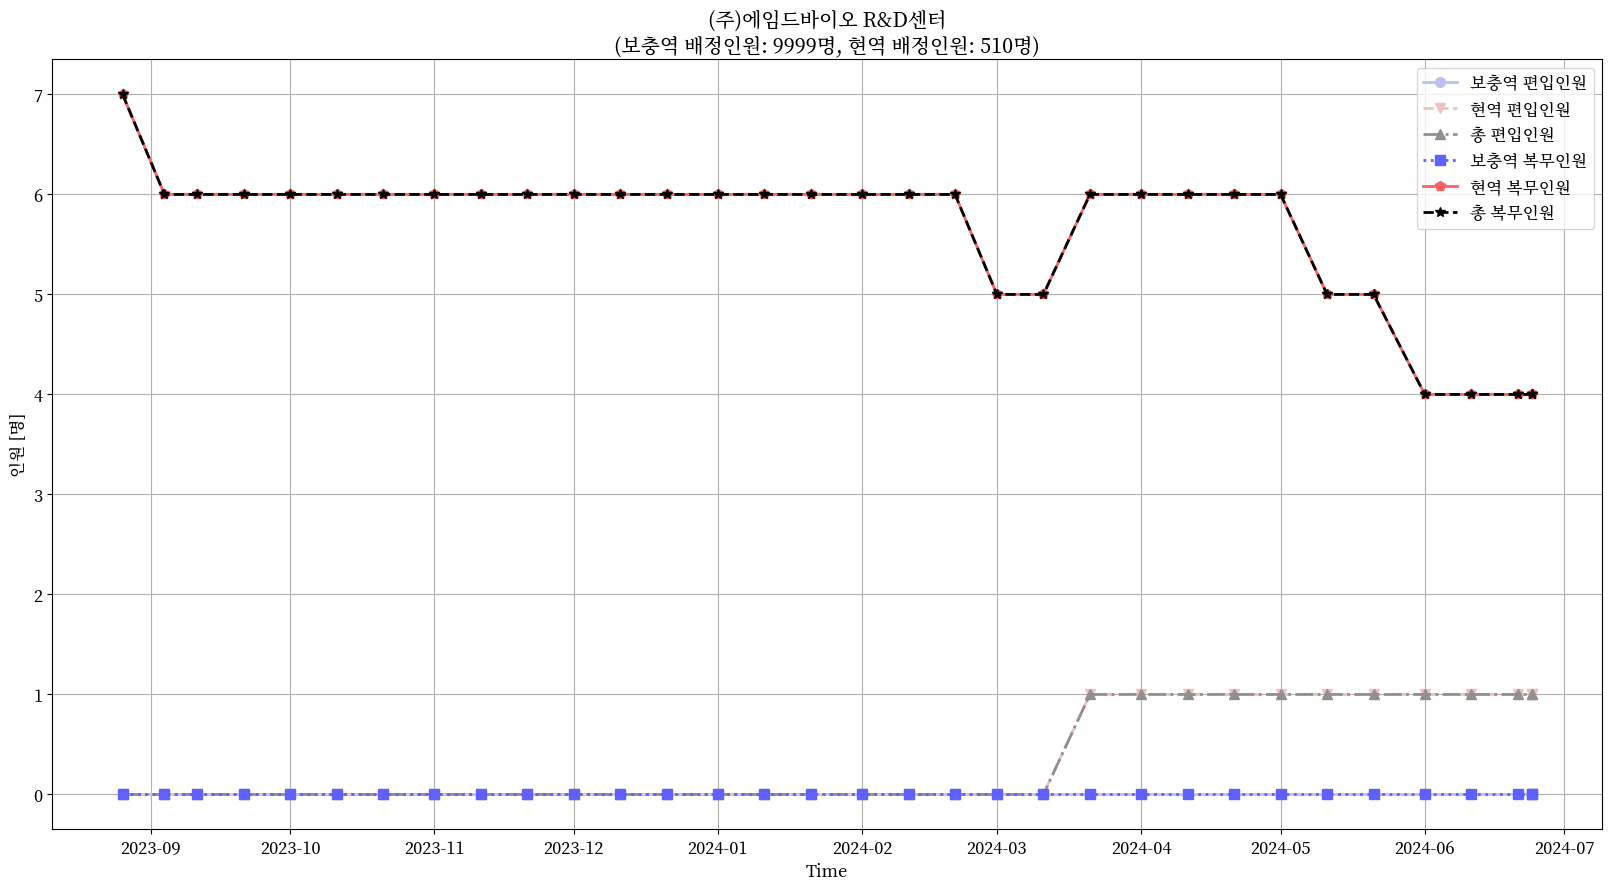 (주)에임드바이오 R&D센터
(보충역 배정인원: 9999명, 현역 배정인원: 510명)
보충역 편입인원
현역 편입인원
총 편입인원
보충역 복무인원
현역 복무인원
총 복무인원
인원 [명]
7
6
5
4
3
2
1
0
2023-09
2023-10
2023-11
2023-12
2024-01
2024-02
2024-03
2024-04
2024-05
2024-06
2024-07
Time